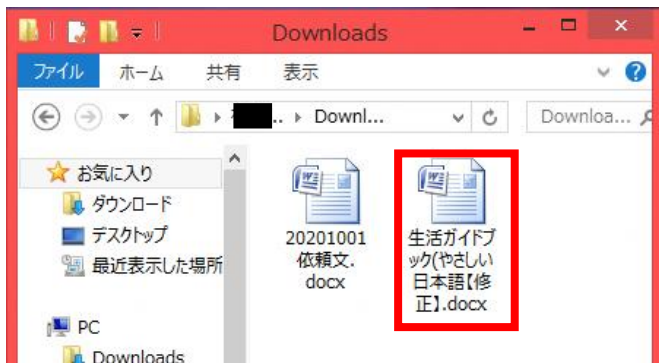 Downloads
ファイル ホーム 共有 表示
.. Downl... Downloa...
お気に入り
ダウンロード
デスクトップ
最近表示した場所
PC
Downloads
20201001
依頼文.
docx
生活ガイドブ
ック(やさしい
日本語【修
正】.docx